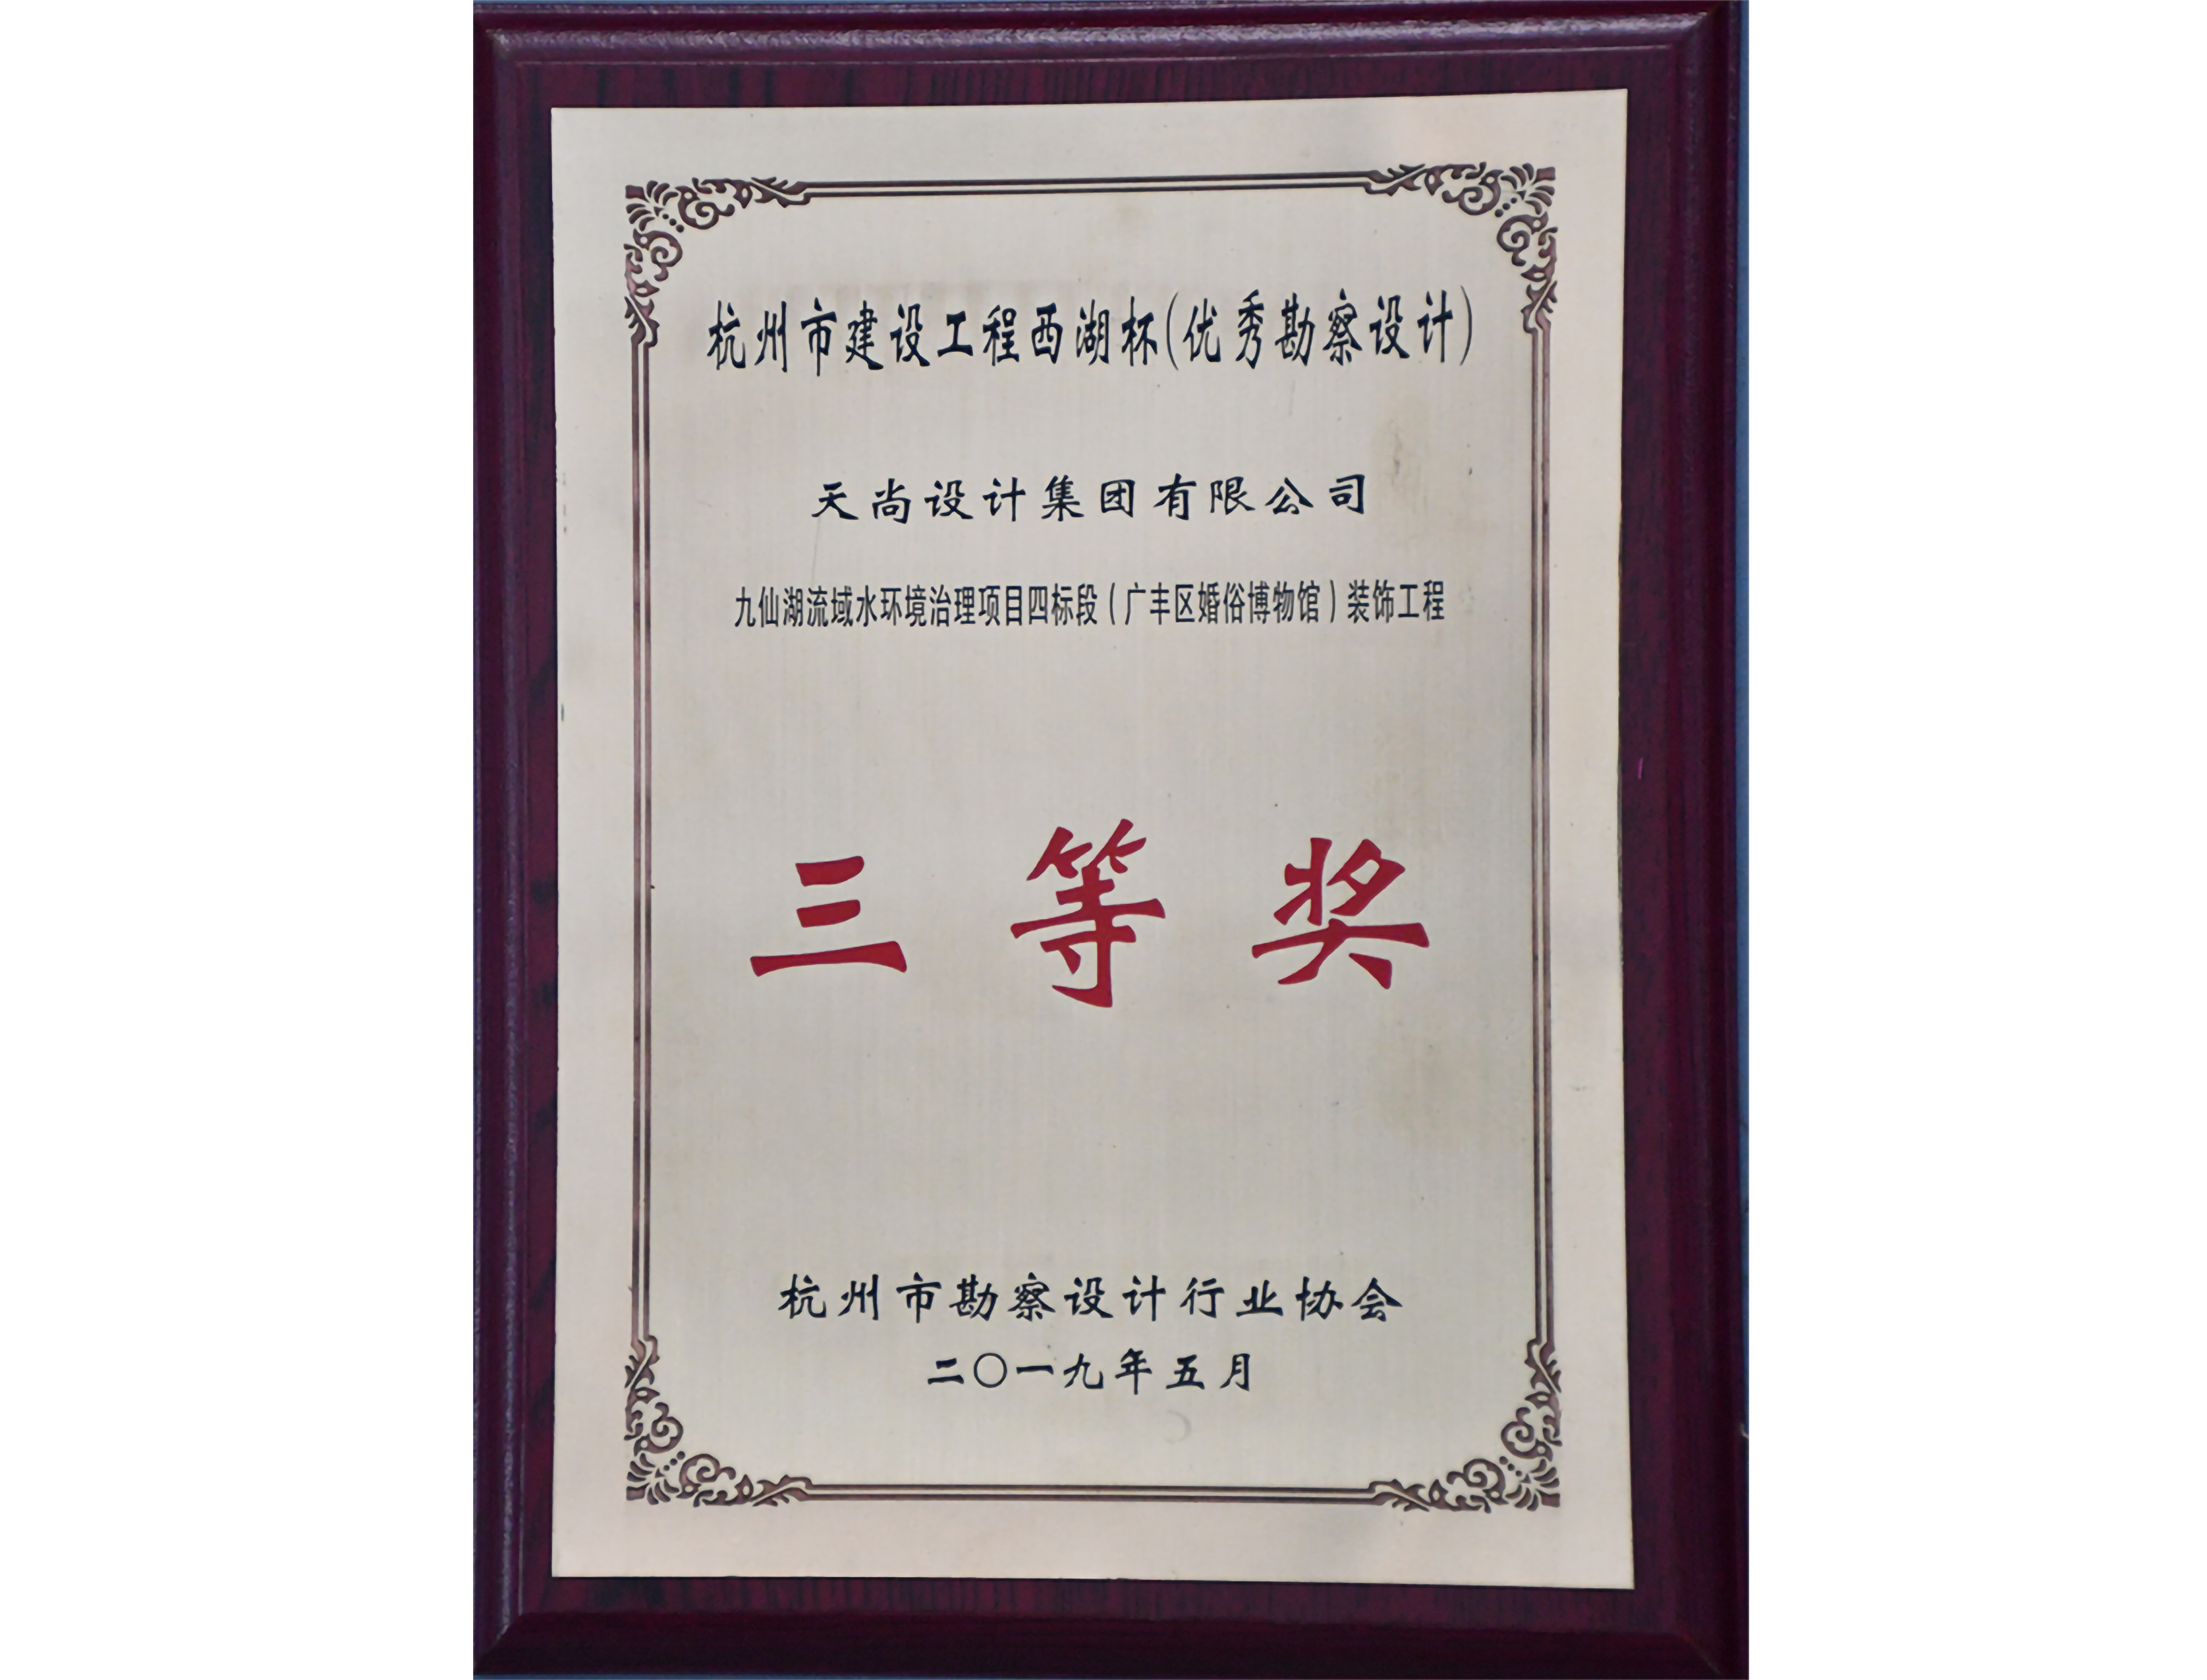 杭州市建设工程西湖杯(优秀勘察设计)
天尚设计集团有限公司
九仙湖流域水环境治理项目四标段(广丰区婚俗博物馆)装饰工程
三等奖
杭州市勘察设计行业协会
二〇一九年五月